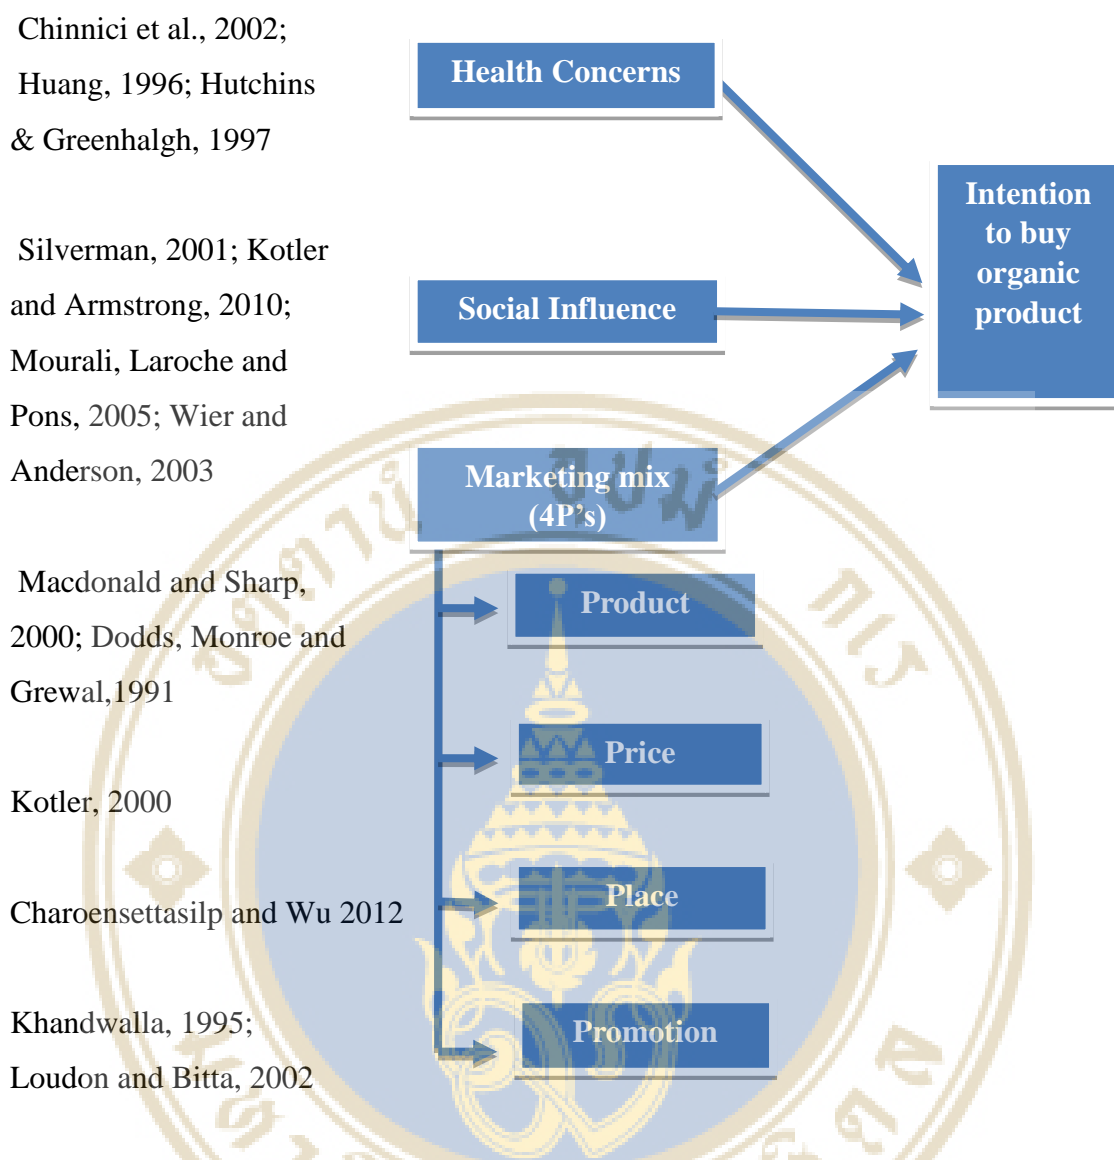 Chinnici et al., 2002;
Huang, 1996; Hutchins
& Greenhalgh, 1997
Health Concerns
Intention
to buy
organic
product
Silverman, 2001; Kotler
and Armstrong, 2010;
Mourali, Laroche and
Pons, 2005; Wier and
Anderson, 2003
Social Influence
Marketing mix
(4P's)
Macdonald and Sharp,
2000; Dodds, Monroe and
Grewal,1991
Product
Kotler, 2000
Price
Charoensettasilp and Wu 2012
Place
Khandwalla, 1995;
Loudon and Bitta, 2002
Promotion